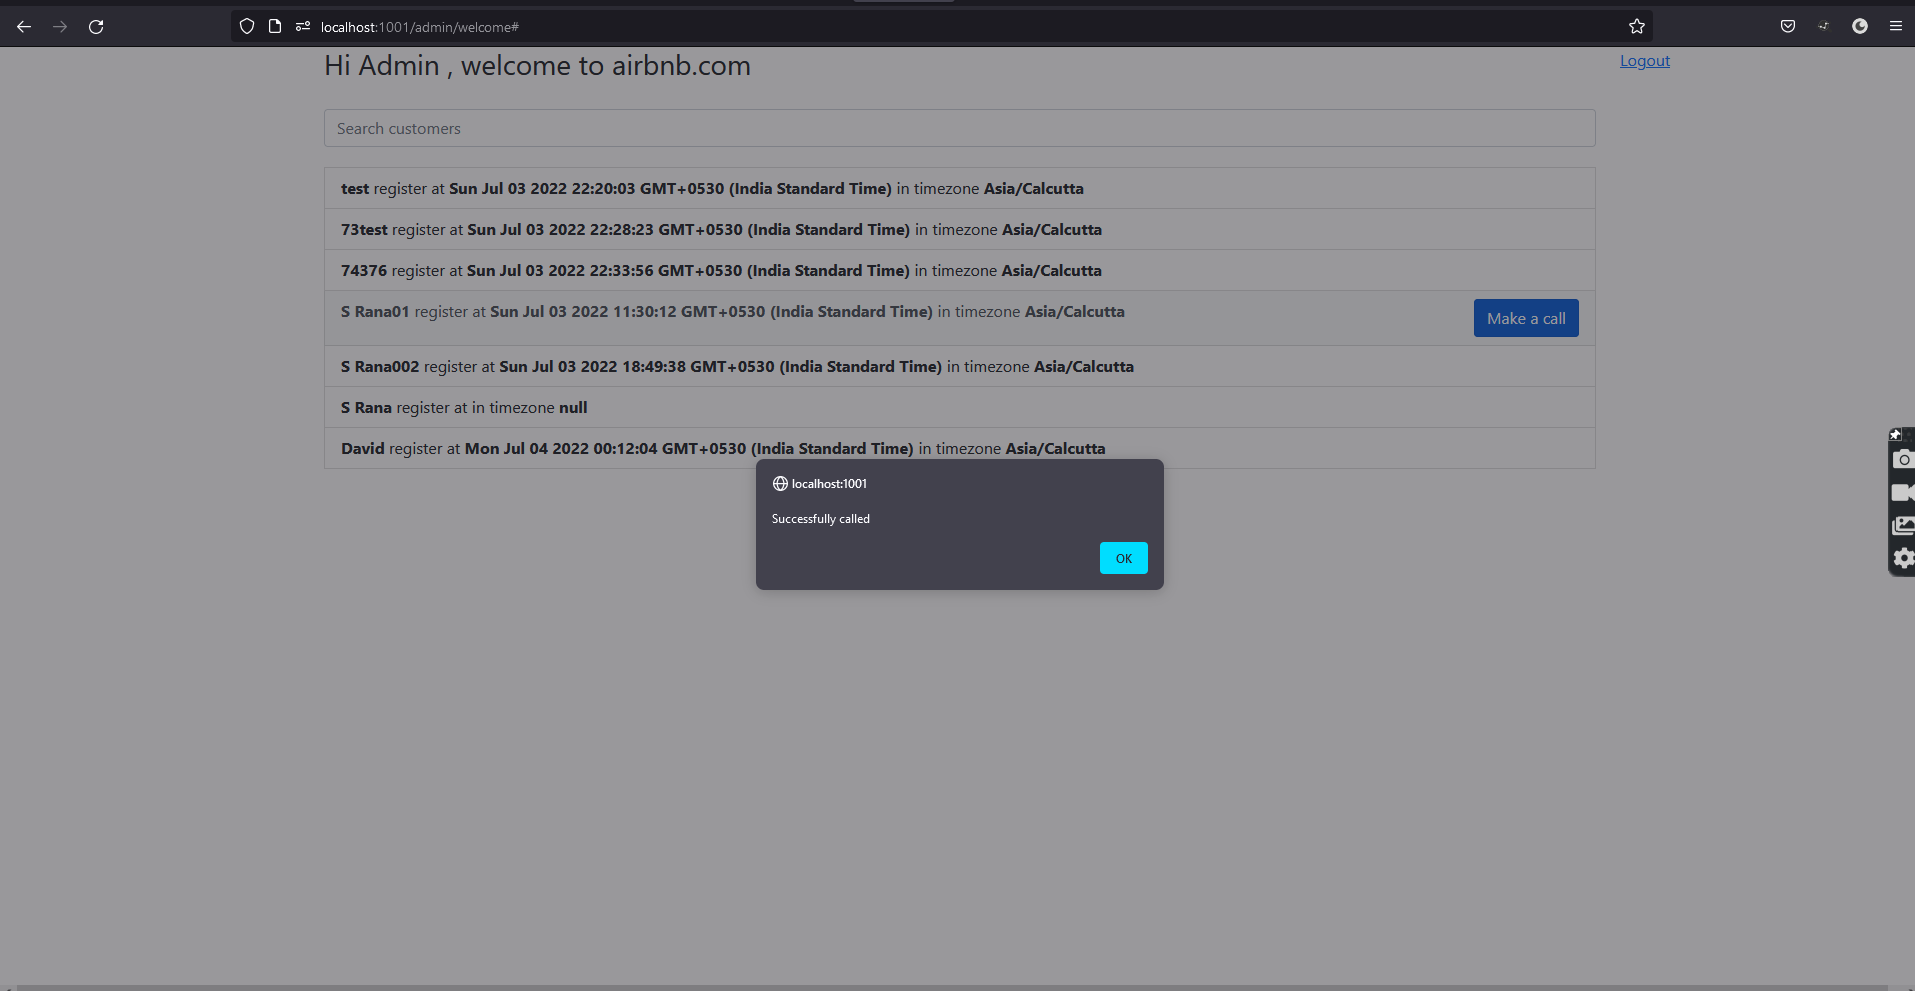 localhost:1001/admin/welcome#
Hi Admin , welcome to airbnb.com
Logout
Search customers
test register at Sun Jul 03 2022 22:20:03 GMT+0530 (India Standard Time) in timezone Asia/Calcutta
73test register at Sun Jul 03 2022 22:28:23 GMT+0530 (India Standard Time) in timezone Asia/Calcutta
74376 register at Sun Jul 03 2022 22:33:56 GMT+0530 (India Standard Time) in timezone Asia/Calcutta
S Rana01 register at Sun Jul 03 2022 11:30:12 GMT+0530 (India Standard Time) in timezone Asia/Calcutta
Make a call
S Rana002 register at Sun Jul 03 2022 18:49:38 GMT+0530 (India Standard Time) in timezone Asia/Calcutta
S Rana register at in timezone null
David register at Mon Jul 04 2022 00:12:04 GMT+0530 (India Standard Time) in timezone Asia/Calcutta
localhost:1001
Successfully called
OK